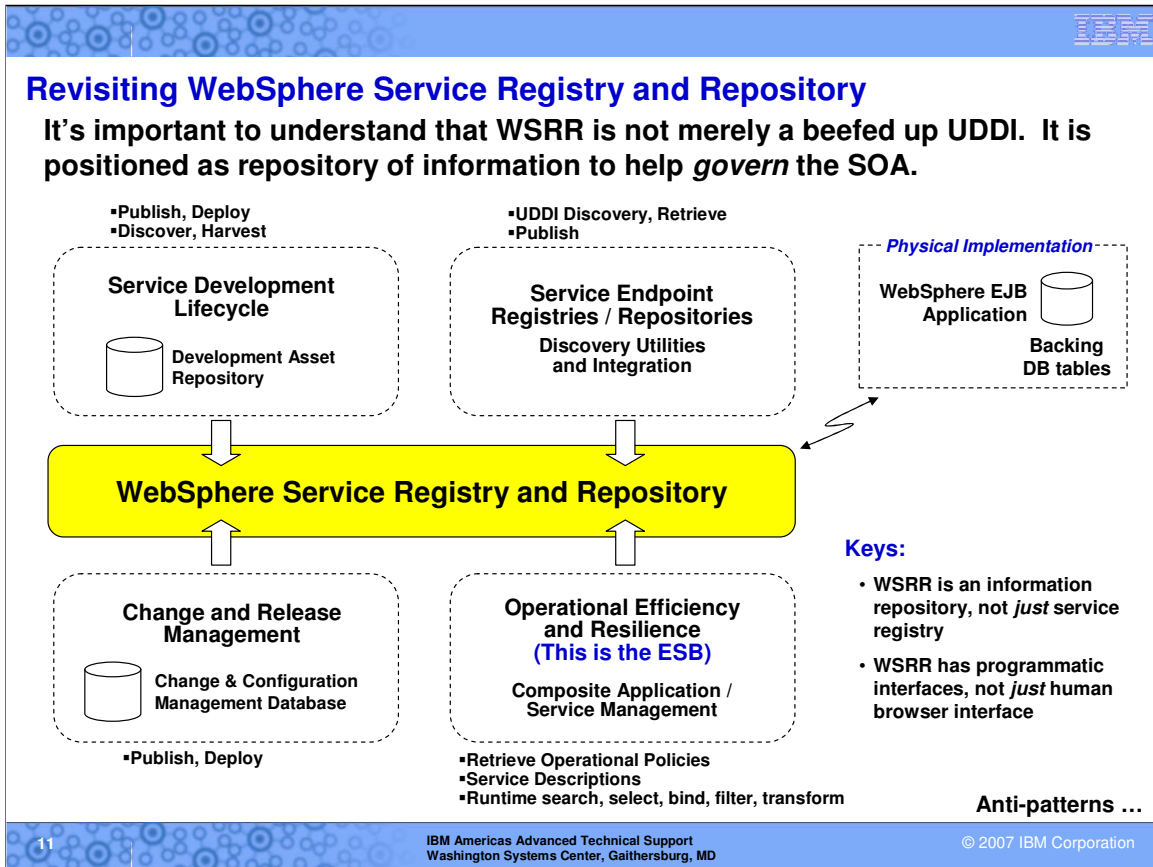 IBM
Revisiting WebSphere Service Registry and Repository
It's important to understand that WSRR is not merely a beefed up UDDI.  It is
positioned as repository of information to help govern the SOA.
▪Publish, Deploy
▪Discover, Harvest
Service Development
Lifecycle
Development Asset
Repository
▪UDDI Discovery, Retrieve
▪Publish
Service Endpoint
Registries / Repositories
Discovery Utilities
and Integration
Physical Implementation
WebSphere EJB
Application
Backing
DB tables
WebSphere Service Registry and Repository
Change and Release
Management
Change & Configuration
Management Database
▪Publish, Deploy
Operational Efficiency
and Resilience
(This is the ESB)
Composite Application /
Service Management
▪Retrieve Operational Policies
▪Service Descriptions
▪Runtime search, select, bind, filter, transform
Keys:
• WSRR is an information
repository, not just service
registry
• WSRR has programmatic
interfaces, not just human
browser interface
Anti-patterns …
11
IBM Americas Advanced Technical Support
Washington Systems Center, Gaithersburg, MD
© 2007 IBM Corporation